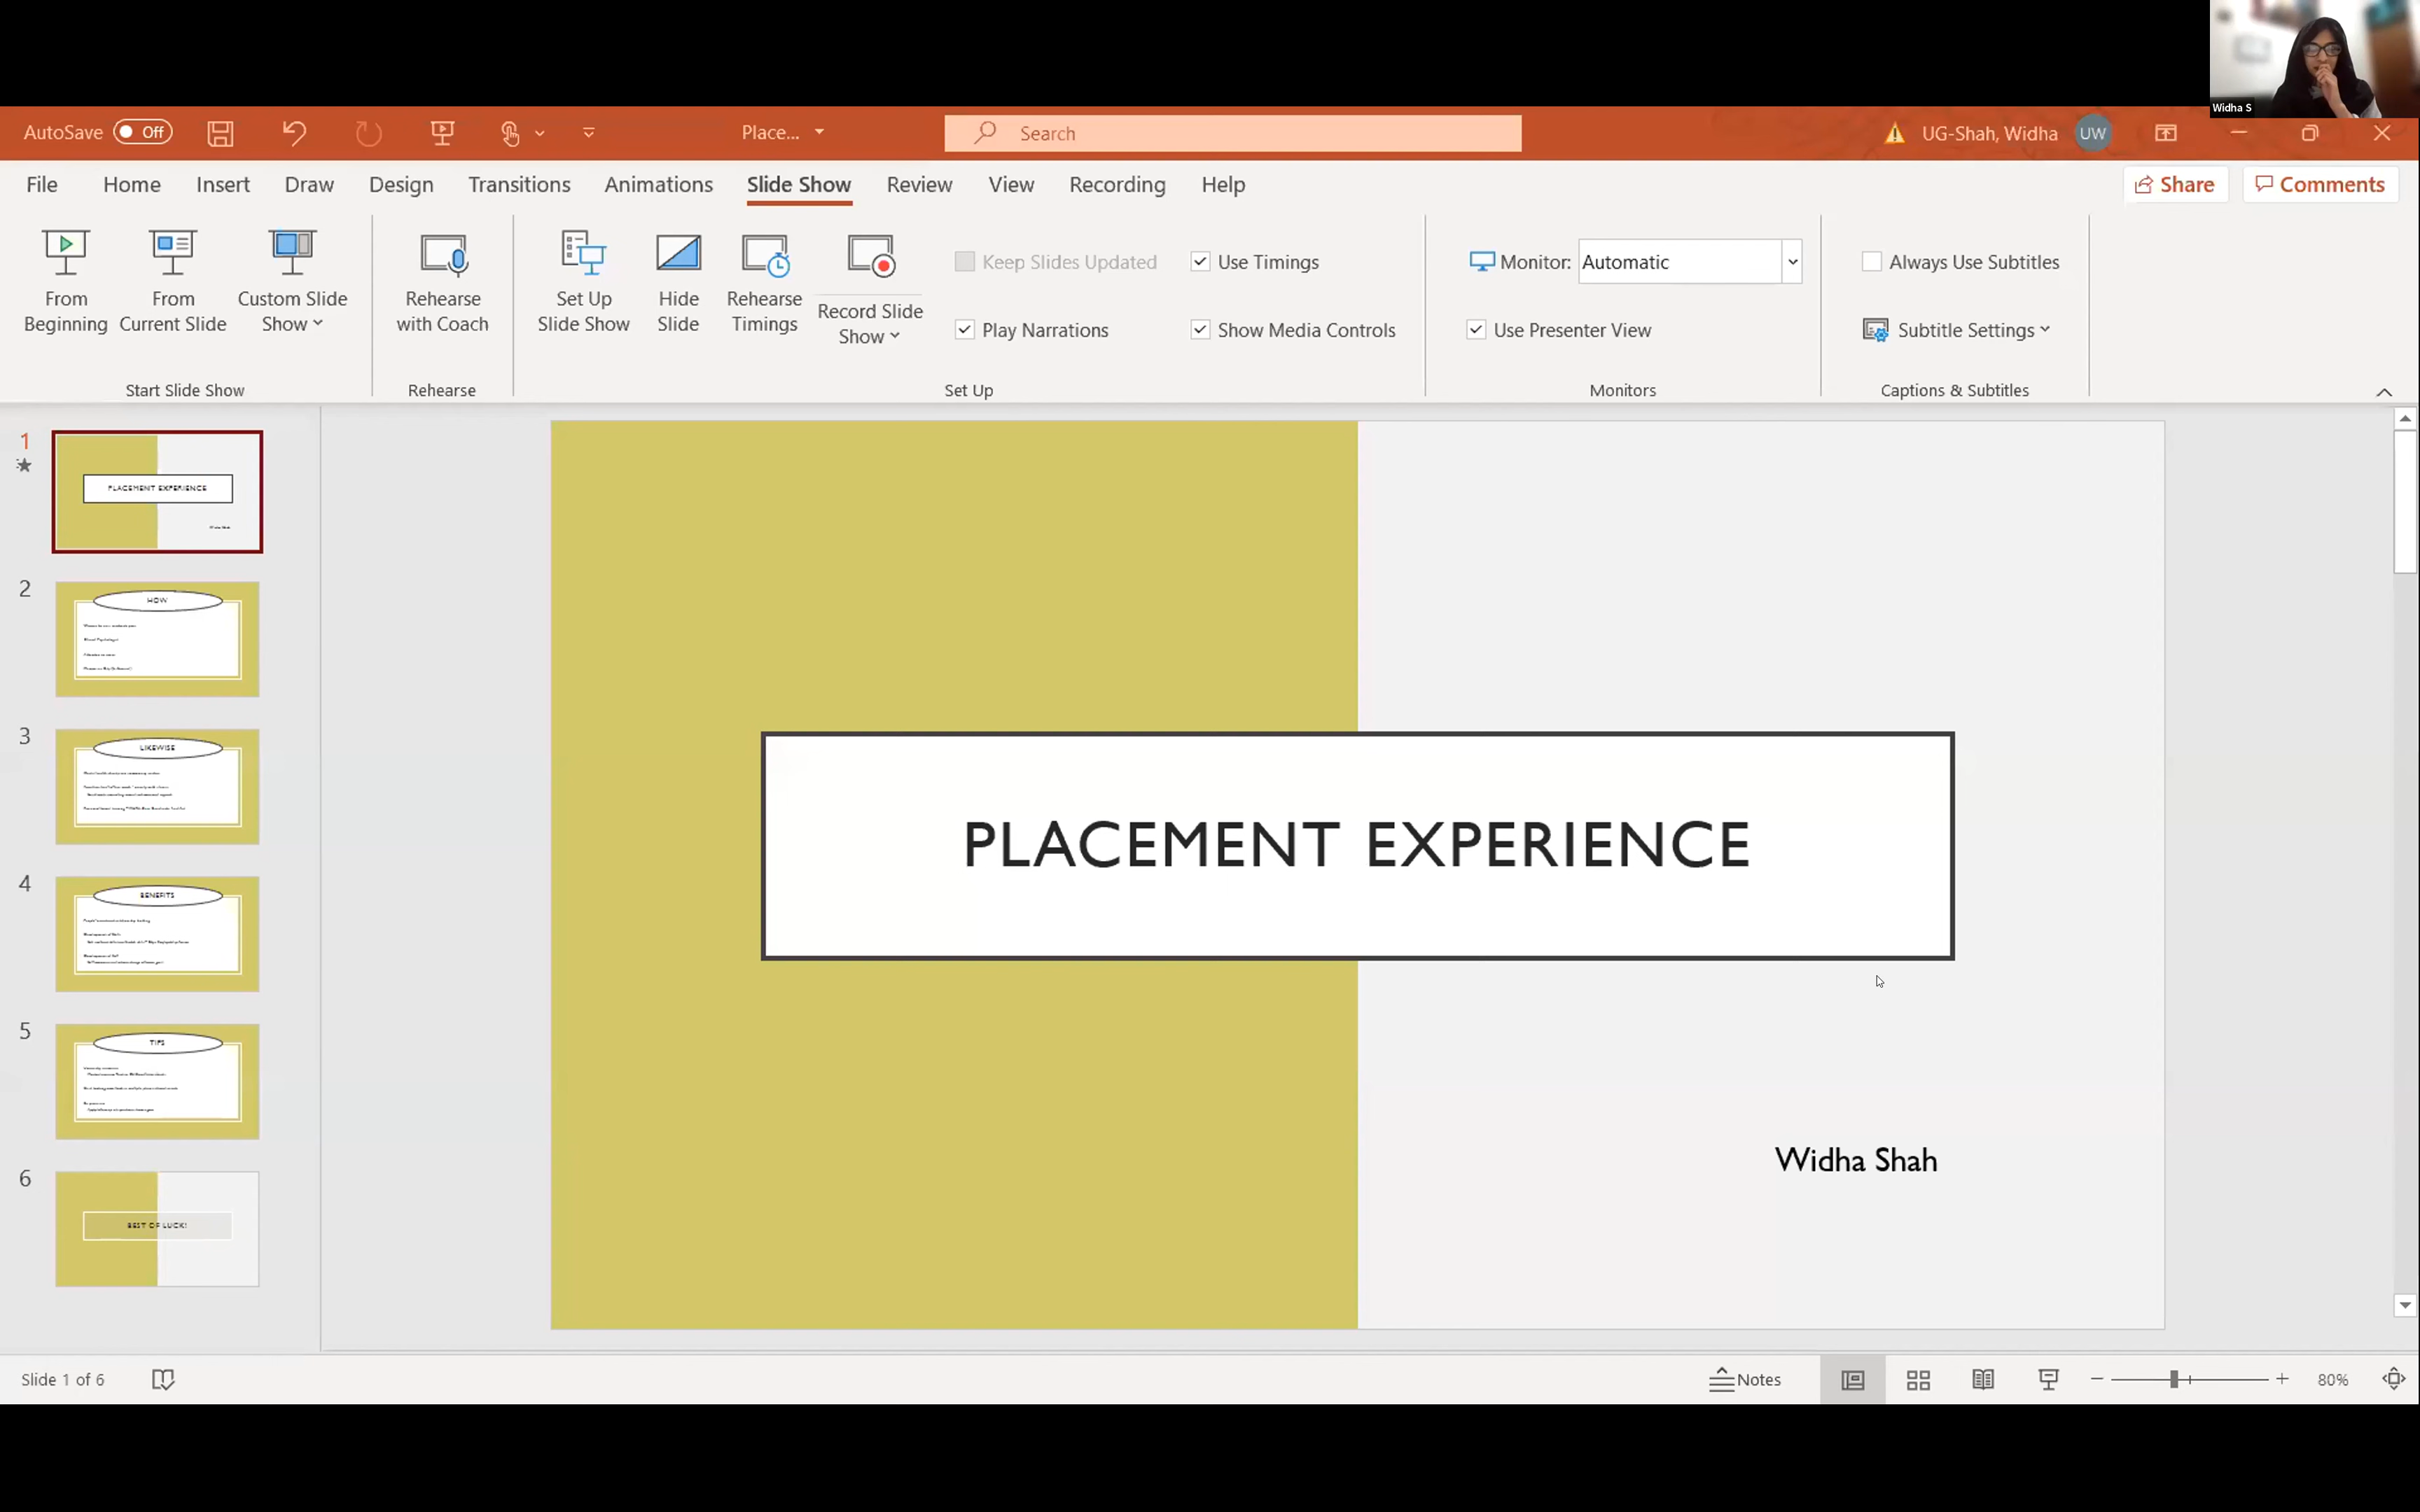 Widha S
AutoSave Off Place... Search UG-Shah, Widha UW
File Home Insert Draw Design Transitions Animations Slide Show Review View Recording Help Share Comments
From Beginning
From Current Slide
Custom Slide Show
Start Slide Show
Rehearse with Coach
Rehearse
Set Up Slide Show
Hide Slide
Rehearse Timings
Record Slide Show
Keep Slides Updated
Use Timings
Play Narrations
Show Media Controls
Set Up
Monitor: Automatic
Use Presenter View
Monitors
Always Use Subtitles
Subtitle Settings
Captions & Subtitles
1
PLACEMENT EXPERIENCE
2
HOW
3
LIKEWISE
4
BENEFITS
5
TIPS
6
BEST OF LUCK!
PLACEMENT EXPERIENCE
Widha Shah
Slide 1 of 6
Notes
80%